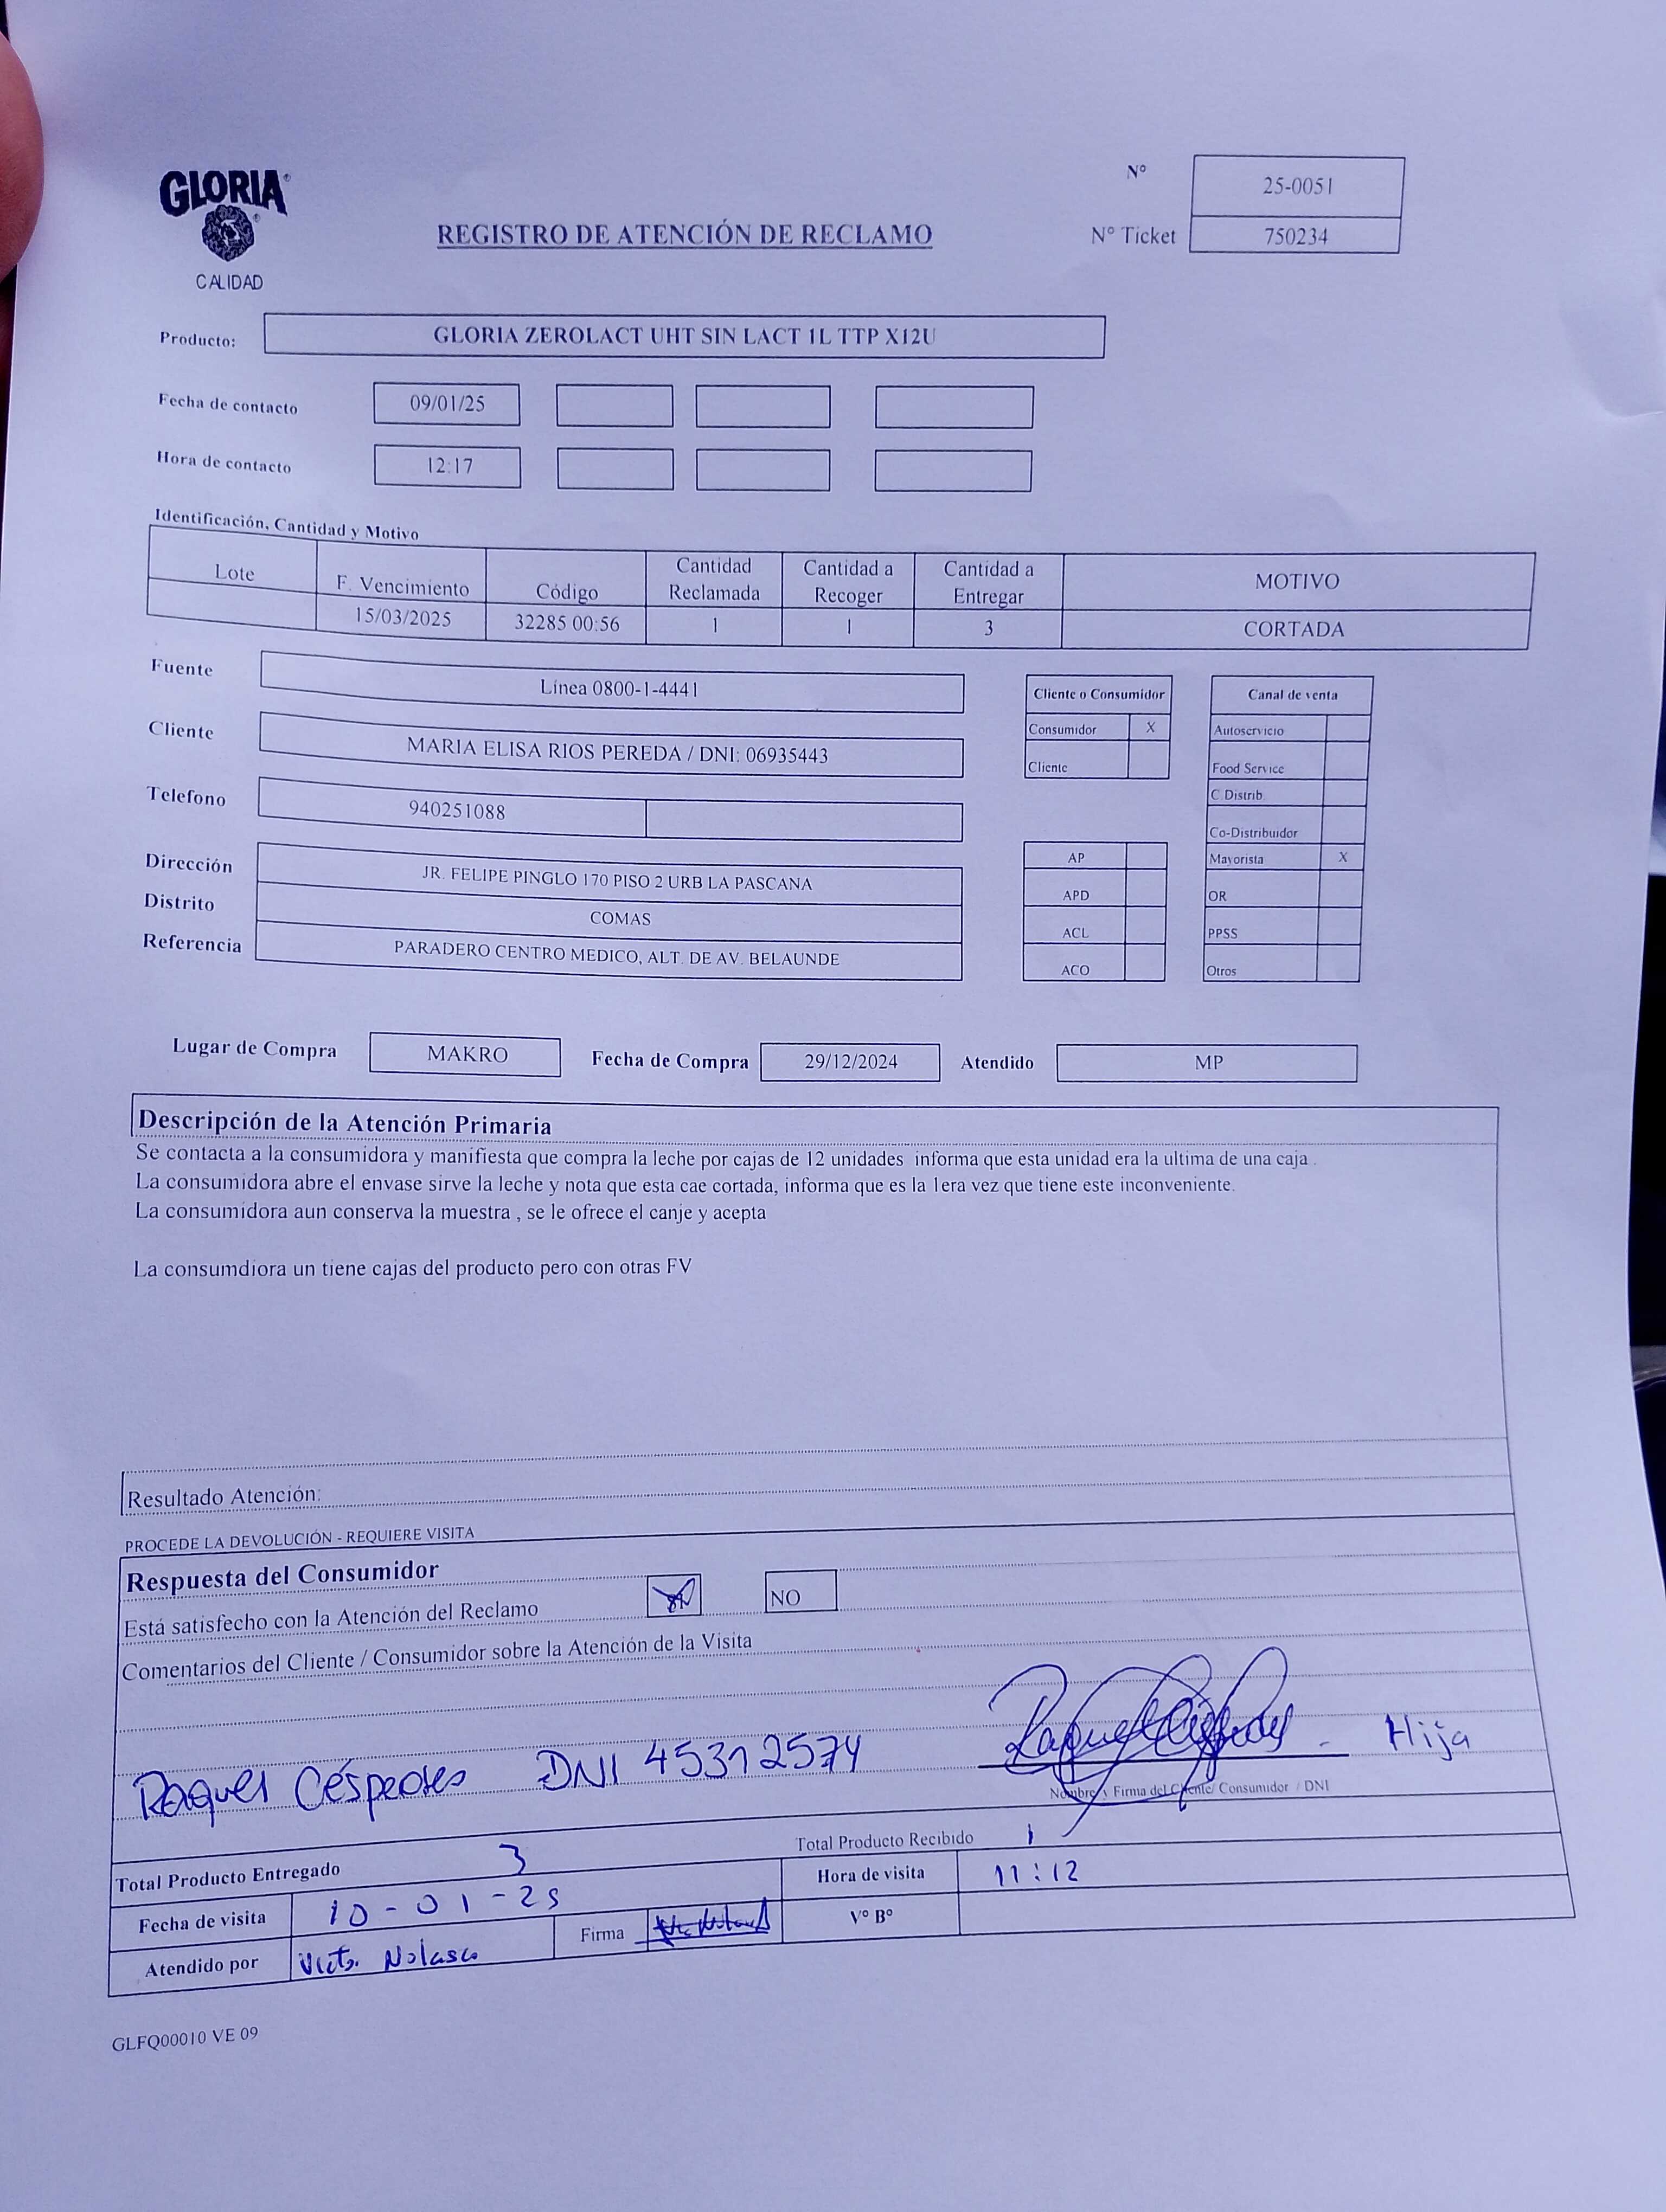 GLORIA
CALIDAD
REGISTRO DE ATENCIÓN DE RECLAMO
N° 25-0051
N° Ticket 750234
Producto: GLORIA ZEROLACT UHT SIN LACT 1L TTP X12U
Fecha de contacto 09/01/25
Hora de contacto 12:17
Identificación, Cantidad y Motivo
Lote F. Vencimiento Código Cantidad Reclamada Cantidad a Recoger Cantidad a Entregar MOTIVO
15/03/2025 32285 00:56 1 1 3 CORTADA
Fuente Línea 0800-1-4441
Cliente MARIA ELISA RIOS PEREDA / DNI: 06935443
Telefono 940251088
Dirección JR. FELIPE PINGLO 170 PISO 2 URB LA PASCANA
Distrito COMAS
Referencia PARADERO CENTRO MEDICO, ALT. DE AV. BELAUNDE
Cliente o Consumidor
Consumidor X
Cliente
AP
APD
ACL
ACO
Canal de venta
Autoservicio
Food Service
C.Distrib.
Co-Distribuidor
Mayorista X
OR
PPSS
Otros
Lugar de Compra MAKRO Fecha de Compra 29/12/2024 Atendido MP
Descripción de la Atención Primaria
Se contacta a la consumidora y manifiesta que compra la leche por cajas de 12 unidades informa que esta unidad era la ultima de una caja .
La consumidora abre el envase sirve la leche y nota que esta cae cortada, informa que es la 1era vez que tiene este inconveniente.
La consumidora aun conserva la muestra , se le ofrece el canje y acepta
La consumdiora un tiene cajas del producto pero con otras FV
Resultado Atención:
PROCEDE LA DEVOLUCIÓN - REQUIERE VISITA
Respuesta del Consumidor
Está satisfecho con la Atención del Reclamo NO
Comentarios del Cliente / Consumidor sobre la Atención de la Visita
Raquel Céspedes DNI 45312574 Raquel Céspedes - Hija
Nombre y Firma del Cliente/ Consumidor / DNI
Total Producto Entregado 3 Total Producto Recibido 1
Fecha de visita 10-01-25 Hora de visita 11:12
Atendido por Victor Nolasco Firma V° B°
GLFQ00010 VE 09